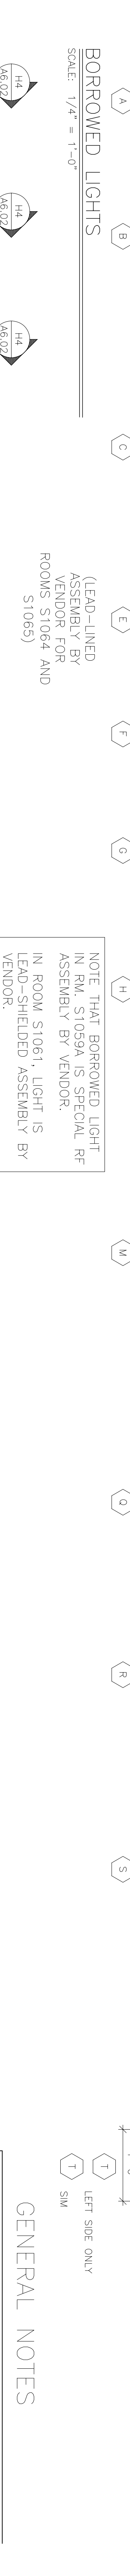 A
B
C
E
F
G
H
M
Q
R
S
T
LEFT SIDE ONLY
T
SIM
BORROWED LIGHTS
SCALE: 1/4" = 1'-0"
(LEAD-LINED
ASSEMBLY BY
VENDOR FOR
ROOMS S1064 AND
S1065)
NOTE THAT BORROWED LIGHT
IN RM. S1059A IS SPECIAL RF
ASSEMBLY BY VENDOR.
IN ROOM S1061, LIGHT IS
LEAD-SHIELDED ASSEMBLY BY
VENDOR.
H4
A6.02
H4
A6.02
H4
A6.02
GENERAL NOTES